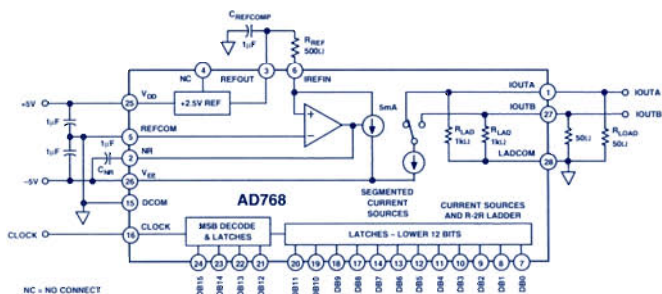 CREFCOMP
1µF
RREF
500Ω
NC
4
REFOUT
3
6
IREFIN
IOUTA
1
IOUTA
+5V
25
VDD
+2.5V REF
5mA
IOUTB
27
IOUTB
1µF
REFCOM
5
+
−
RLAD
1kΩ
RLAD
1kΩ
50Ω
RLOAD
50Ω
1µF
1µF
NR
2
CNR
LADCOM
28
−5V
26
VEE
AD768
SEGMENTED
CURRENT
SOURCES
CURRENT SOURCES
AND R-2R LADDER
15
DCOM
CLOCK
16
CLOCK
MSB DECODE
& LATCHES
LATCHES – LOWER 12 BITS
24 23 22 21 20 19 18 17 14 13 12 11 10 9 8 7
DB15 DB14 DB13 DB12 DB11 DB10 DB9 DB8 DB7 DB6 DB5 DB4 DB3 DB2 DB1 DB0
NC = NO CONNECT